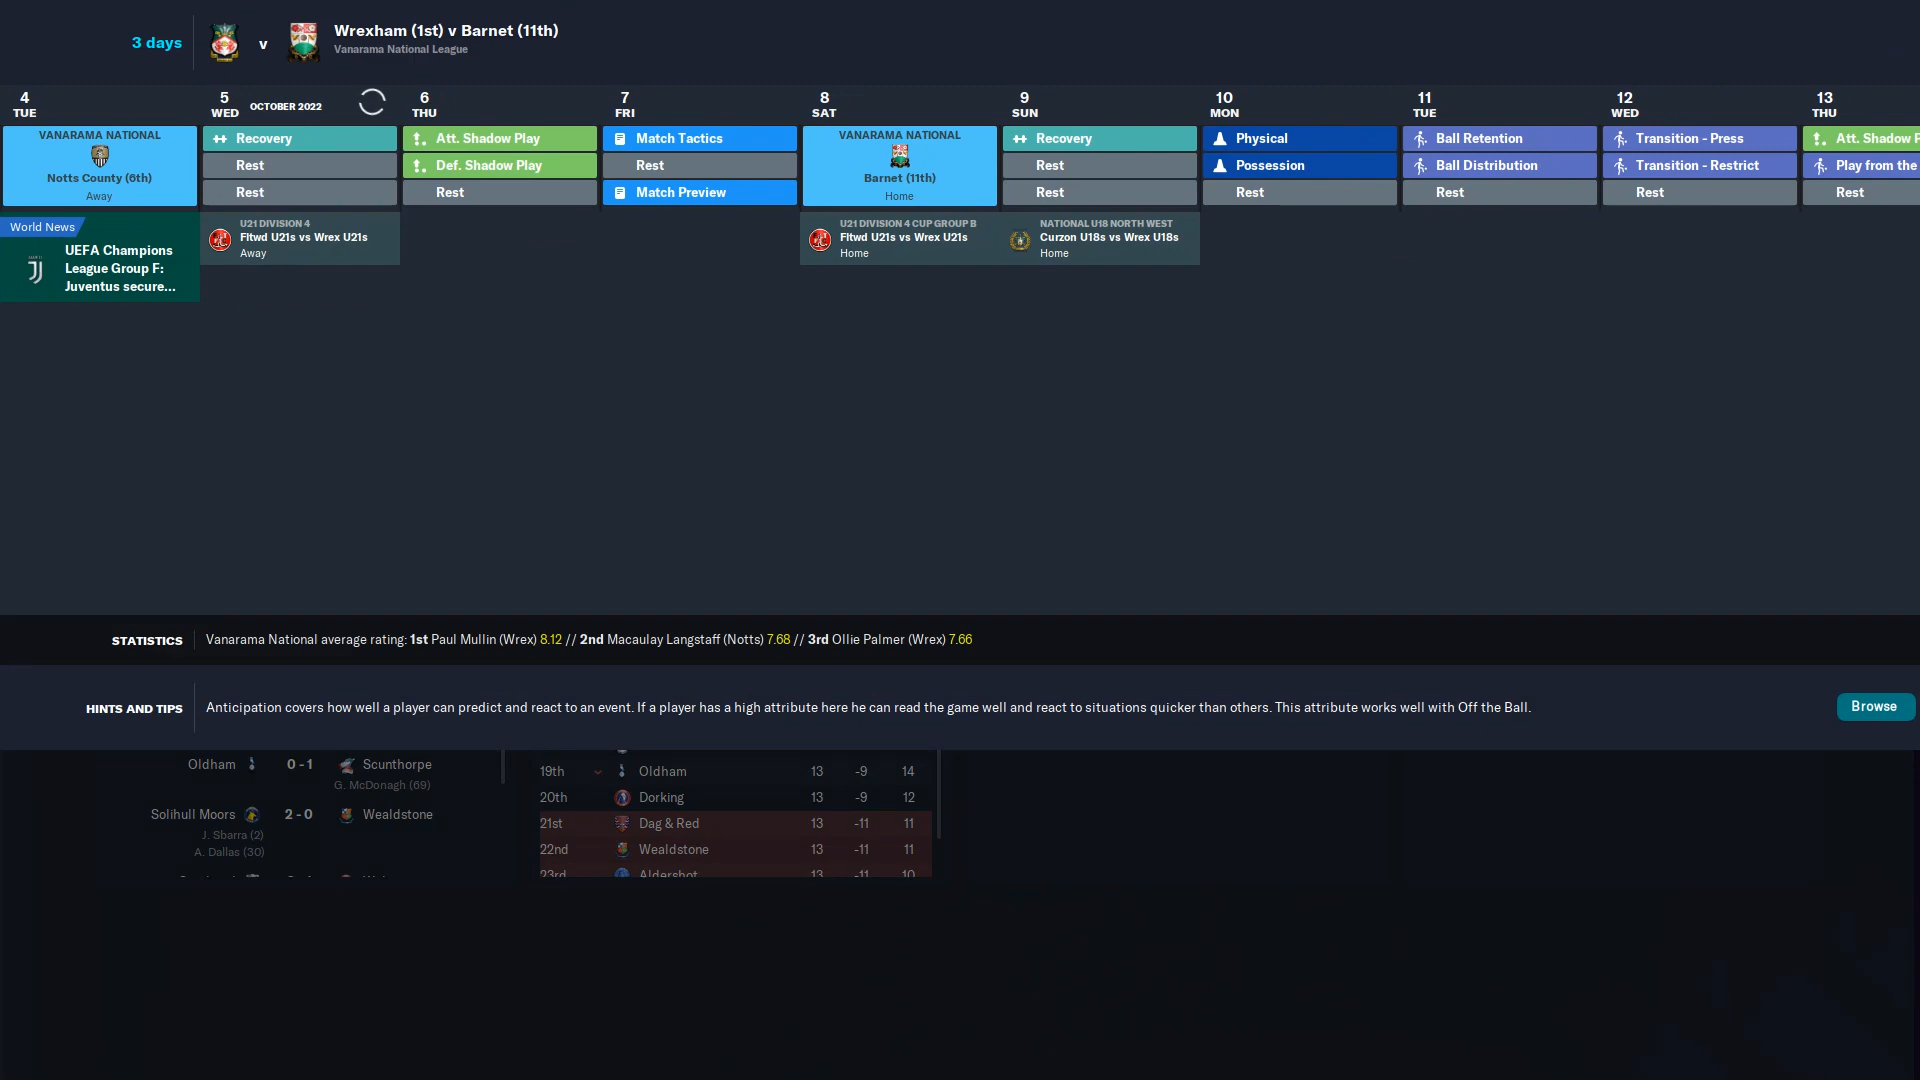 3 days
v
Wrexham (1st) v Barnet (11th)
Vanarama National League
4
TUE
5
WED
OCTOBER 2022
6
THU
7
FRI
8
SAT
9
SUN
10
MON
11
TUE
12
WED
13
THU
VANARAMA NATIONAL
Notts County (6th)
Away
Recovery
Rest
Rest
Att. Shadow Play
Def. Shadow Play
Rest
Match Tactics
Rest
Match Preview
VANARAMA NATIONAL
Barnet (11th)
Home
Recovery
Rest
Rest
Physical
Possession
Rest
Ball Retention
Ball Distribution
Rest
Transition - Press
Transition - Restrict
Rest
Att. Shadow P
Play from the
Rest
World News
UEFA Champions
League Group F:
Juventus secure...
U21 DIVISION 4
Fltwd U21s vs Wrex U21s
Away
U21 DIVISION 4 CUP GROUP B
Fltwd U21s vs Wrex U21s
Home
NATIONAL U18 NORTH WEST
Curzon U18s vs Wrex U18s
Home
STATISTICS
Vanarama National average rating: 1st Paul Mullin (Wrex) 8.12 // 2nd Macaulay Langstaff (Notts) 7.68 // 3rd Ollie Palmer (Wrex) 7.66
HINTS AND TIPS
Anticipation covers how well a player can predict and react to an event. If a player has a high attribute here he can read the game well and react to situations quicker than others. This attribute works well with Off the Ball.
Browse
Oldham 0 - 1 Scunthorpe
G. McDonagh (69)
Solihull Moors 2 - 0 Wealdstone
J. Sbarra (2)
A. Dallas (30)
19th Oldham 13 -9 14
20th Dorking 13 -9 12
21st Dag & Red 13 -11 11
22nd Wealdstone 13 -11 11
23rd Aldershot 13 -11 10